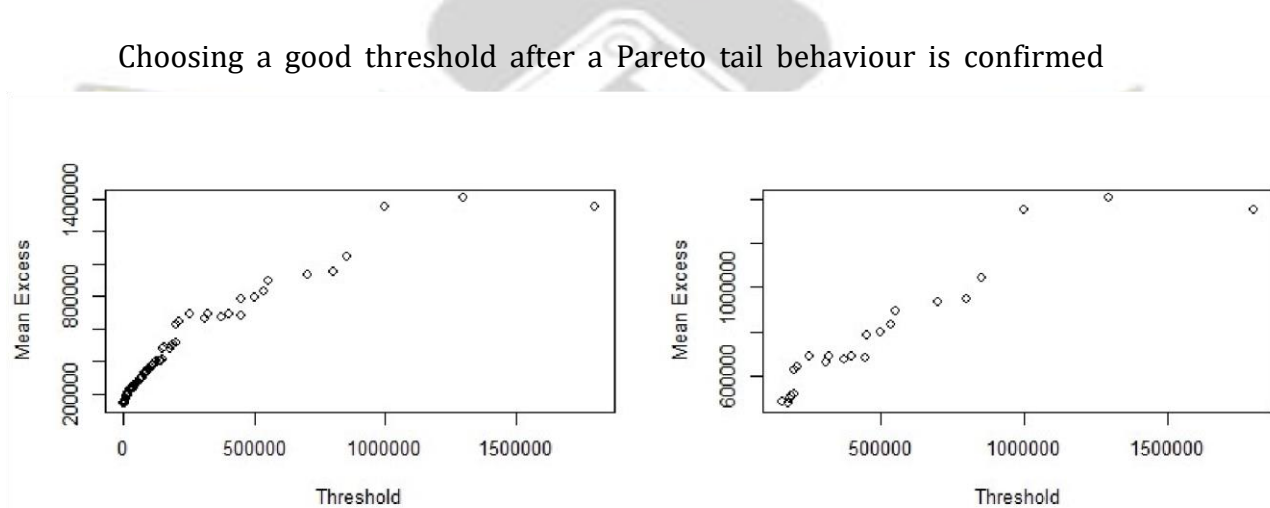 Choosing a good threshold after a Pareto tail behaviour is confirmed
Mean Excess
200000 800000 1400000
0 500000 1000000 1500000
Threshold
Mean Excess
600000 1000000
500000 1000000 1500000
Threshold